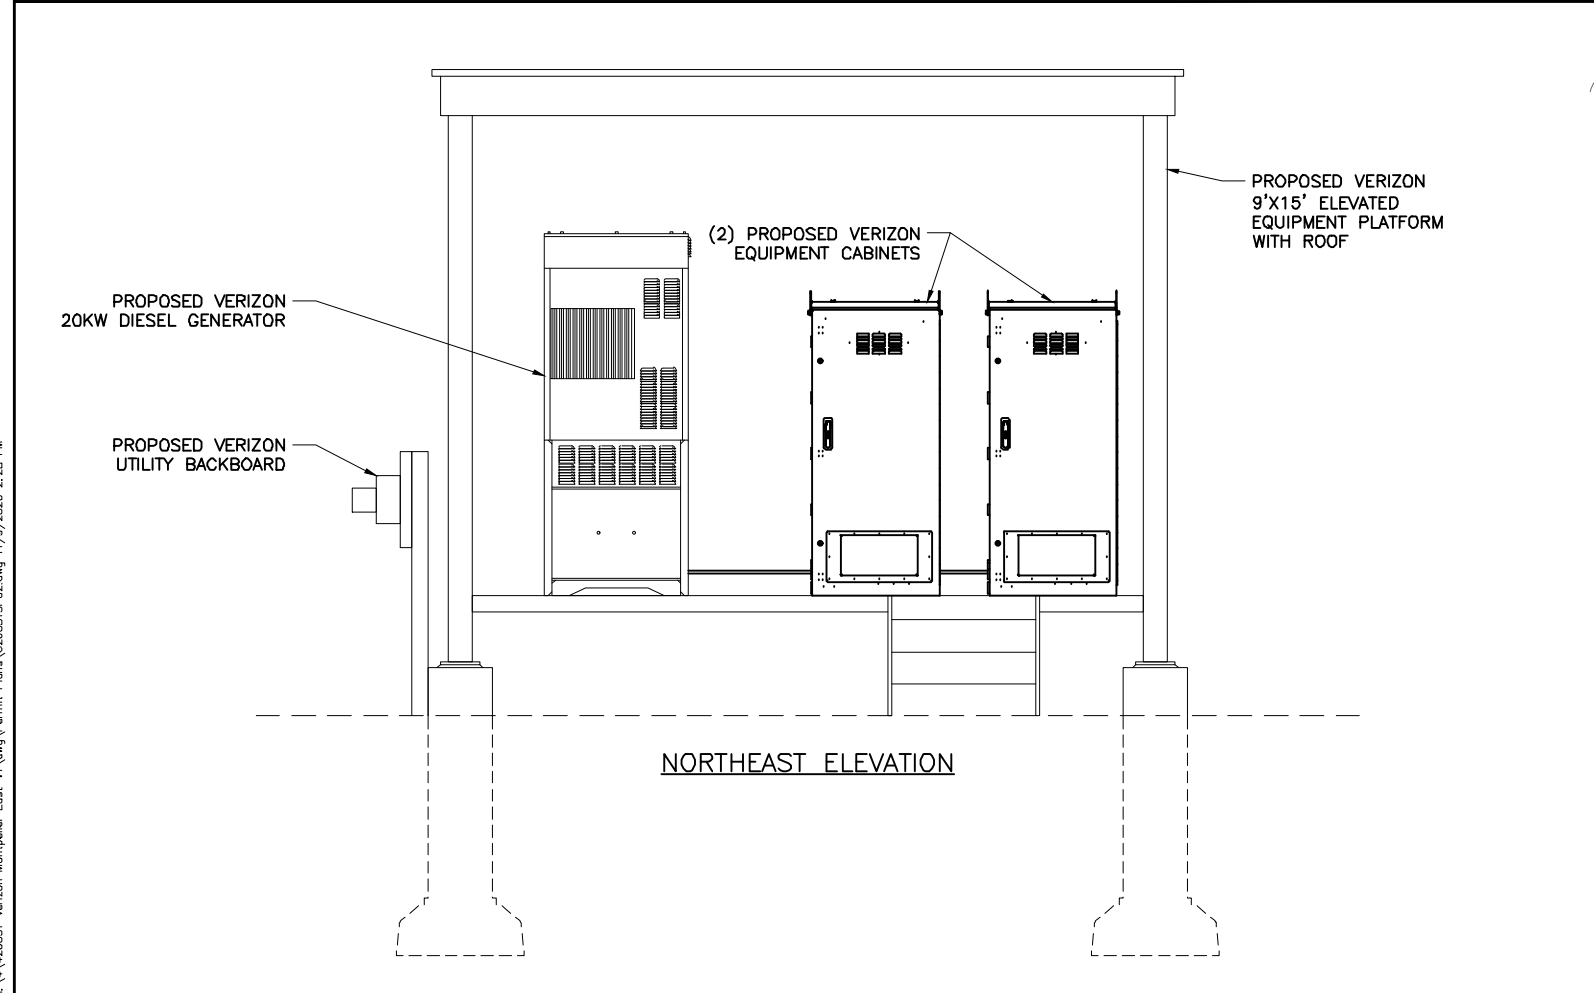 PROPOSED VERIZON
9'X15' ELEVATED
EQUIPMENT PLATFORM
WITH ROOF
(2) PROPOSED VERIZON
EQUIPMENT CABINETS
PROPOSED VERIZON
20KW DIESEL GENERATOR
PROPOSED VERIZON
UTILITY BACKBOARD
NORTHEAST ELEVATION